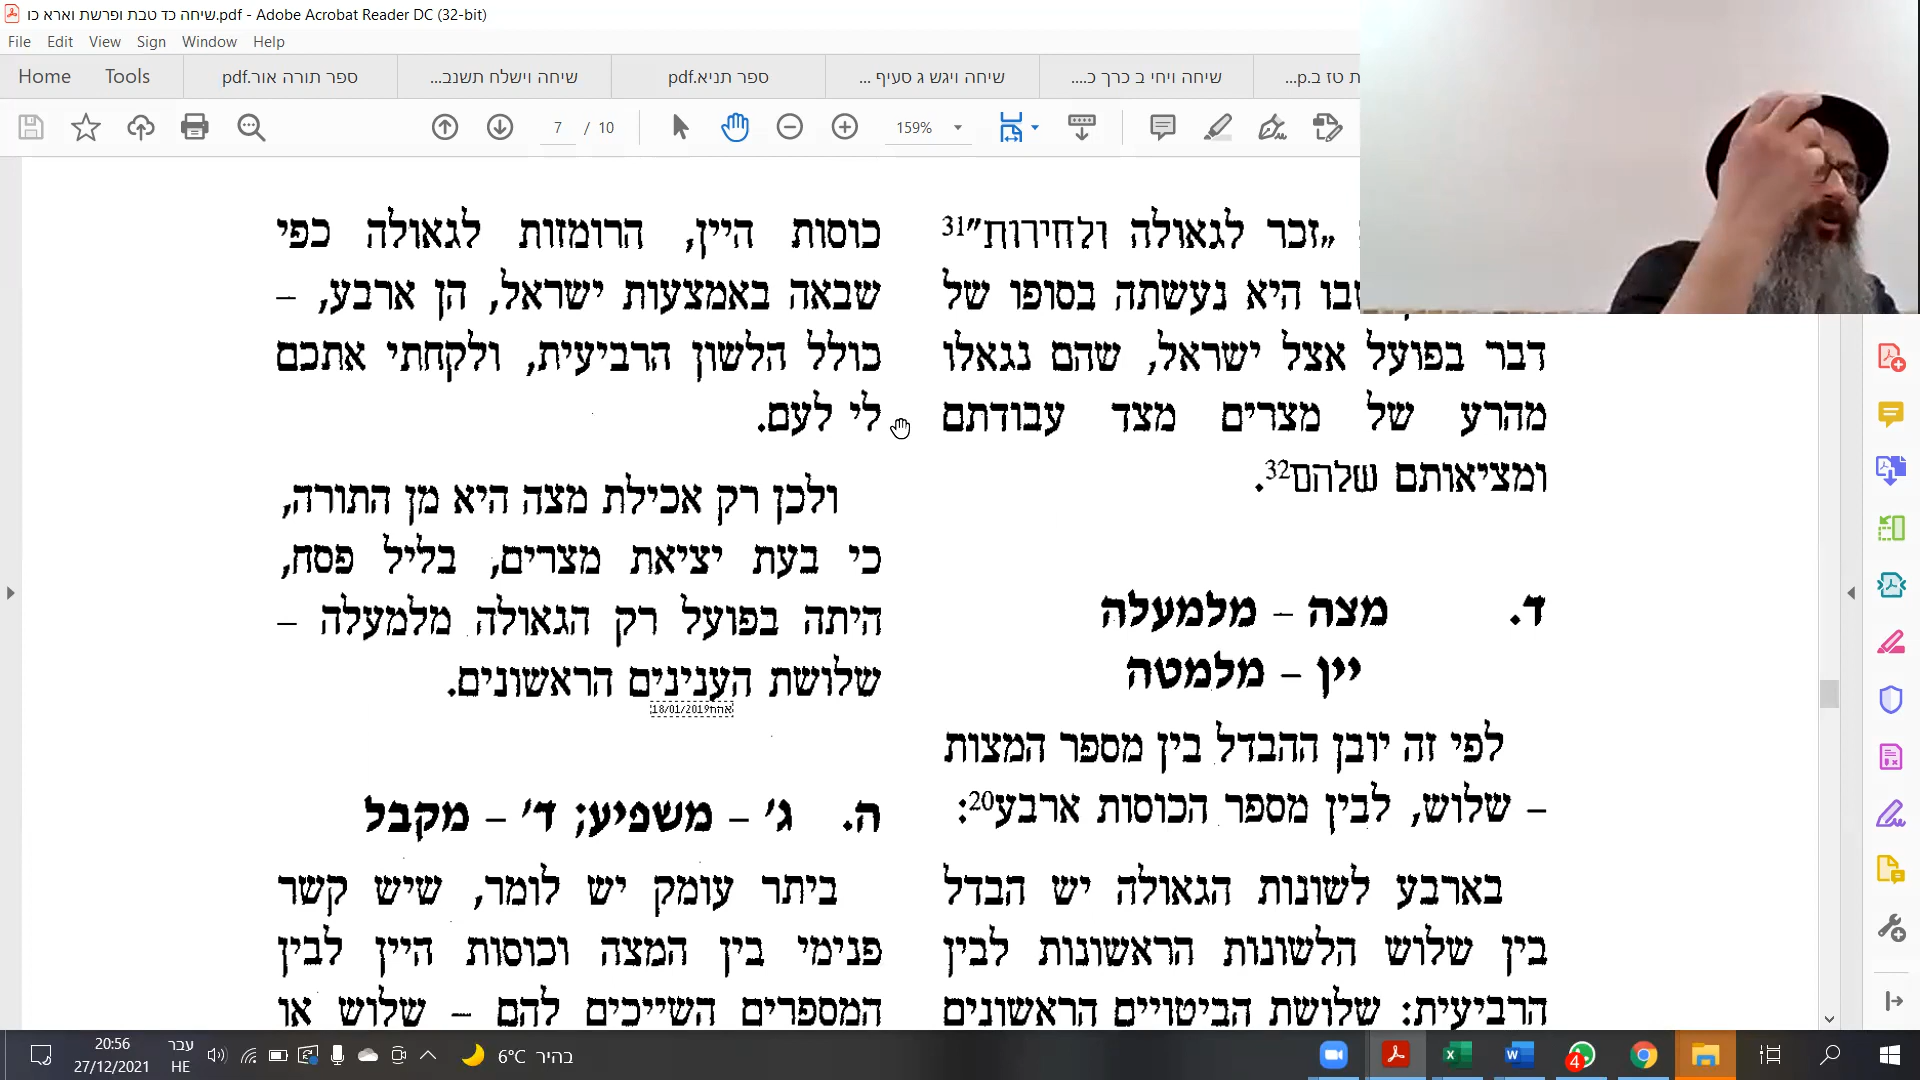 שיחה כד טבת ופרשת וארא כו.pdf - Adobe Acrobat Reader DC (32-bit)
File Edit View Sign Window Help
Home Tools ספר תורה אור.pdf שיחה וישלח תשנב... ספר תניא.pdf שיחה ויגש ג סעיף ... שיחה ויחי ב כרך כ.... ת טז ב.p...
7 / 10 159%
„זכר לגאולה ולחירות״31
שבו היא נעשתה בסופו של
דבר בפועל אצל ישראל, שהם נגאלו
מהרע של מצרים מצד עבודתם
ומציאותם שלהם32.
ד. מצה – מלמעלה
יין – מלמטה
לפי זה יובן ההבדל בין מספר המצות
– שלוש, לבין מספר הכוסות ארבע20:
בארבע לשונות הגאולה יש הבדל
בין שלוש הלשונות הראשונות לבין
הרביעית: שלושת הביטויים הראשונים
כוסות היין, הרומזות לגאולה כפי
שבאה באמצעות ישראל, הן ארבע, –
כולל הלשון הרביעית, ולקחתי אתכם
לי לעם.
ולכן רק אכילת מצה היא מן התורה,
כי בעת יציאת מצרים, בליל פסח,
היתה בפועל רק הגאולה מלמעלה –
שלושת הענינים הראשונים.
אחח18/01/2019
ה. ג׳ – משפיע; ד׳ – מקבל
ביתר עומק יש לומר, שיש קשר
פנימי בין המצה וכוסות היין לבין
המספרים השייכים להם – שלוש או
20:56
27/12/2021
עבר
HE
6°C בהיר
4